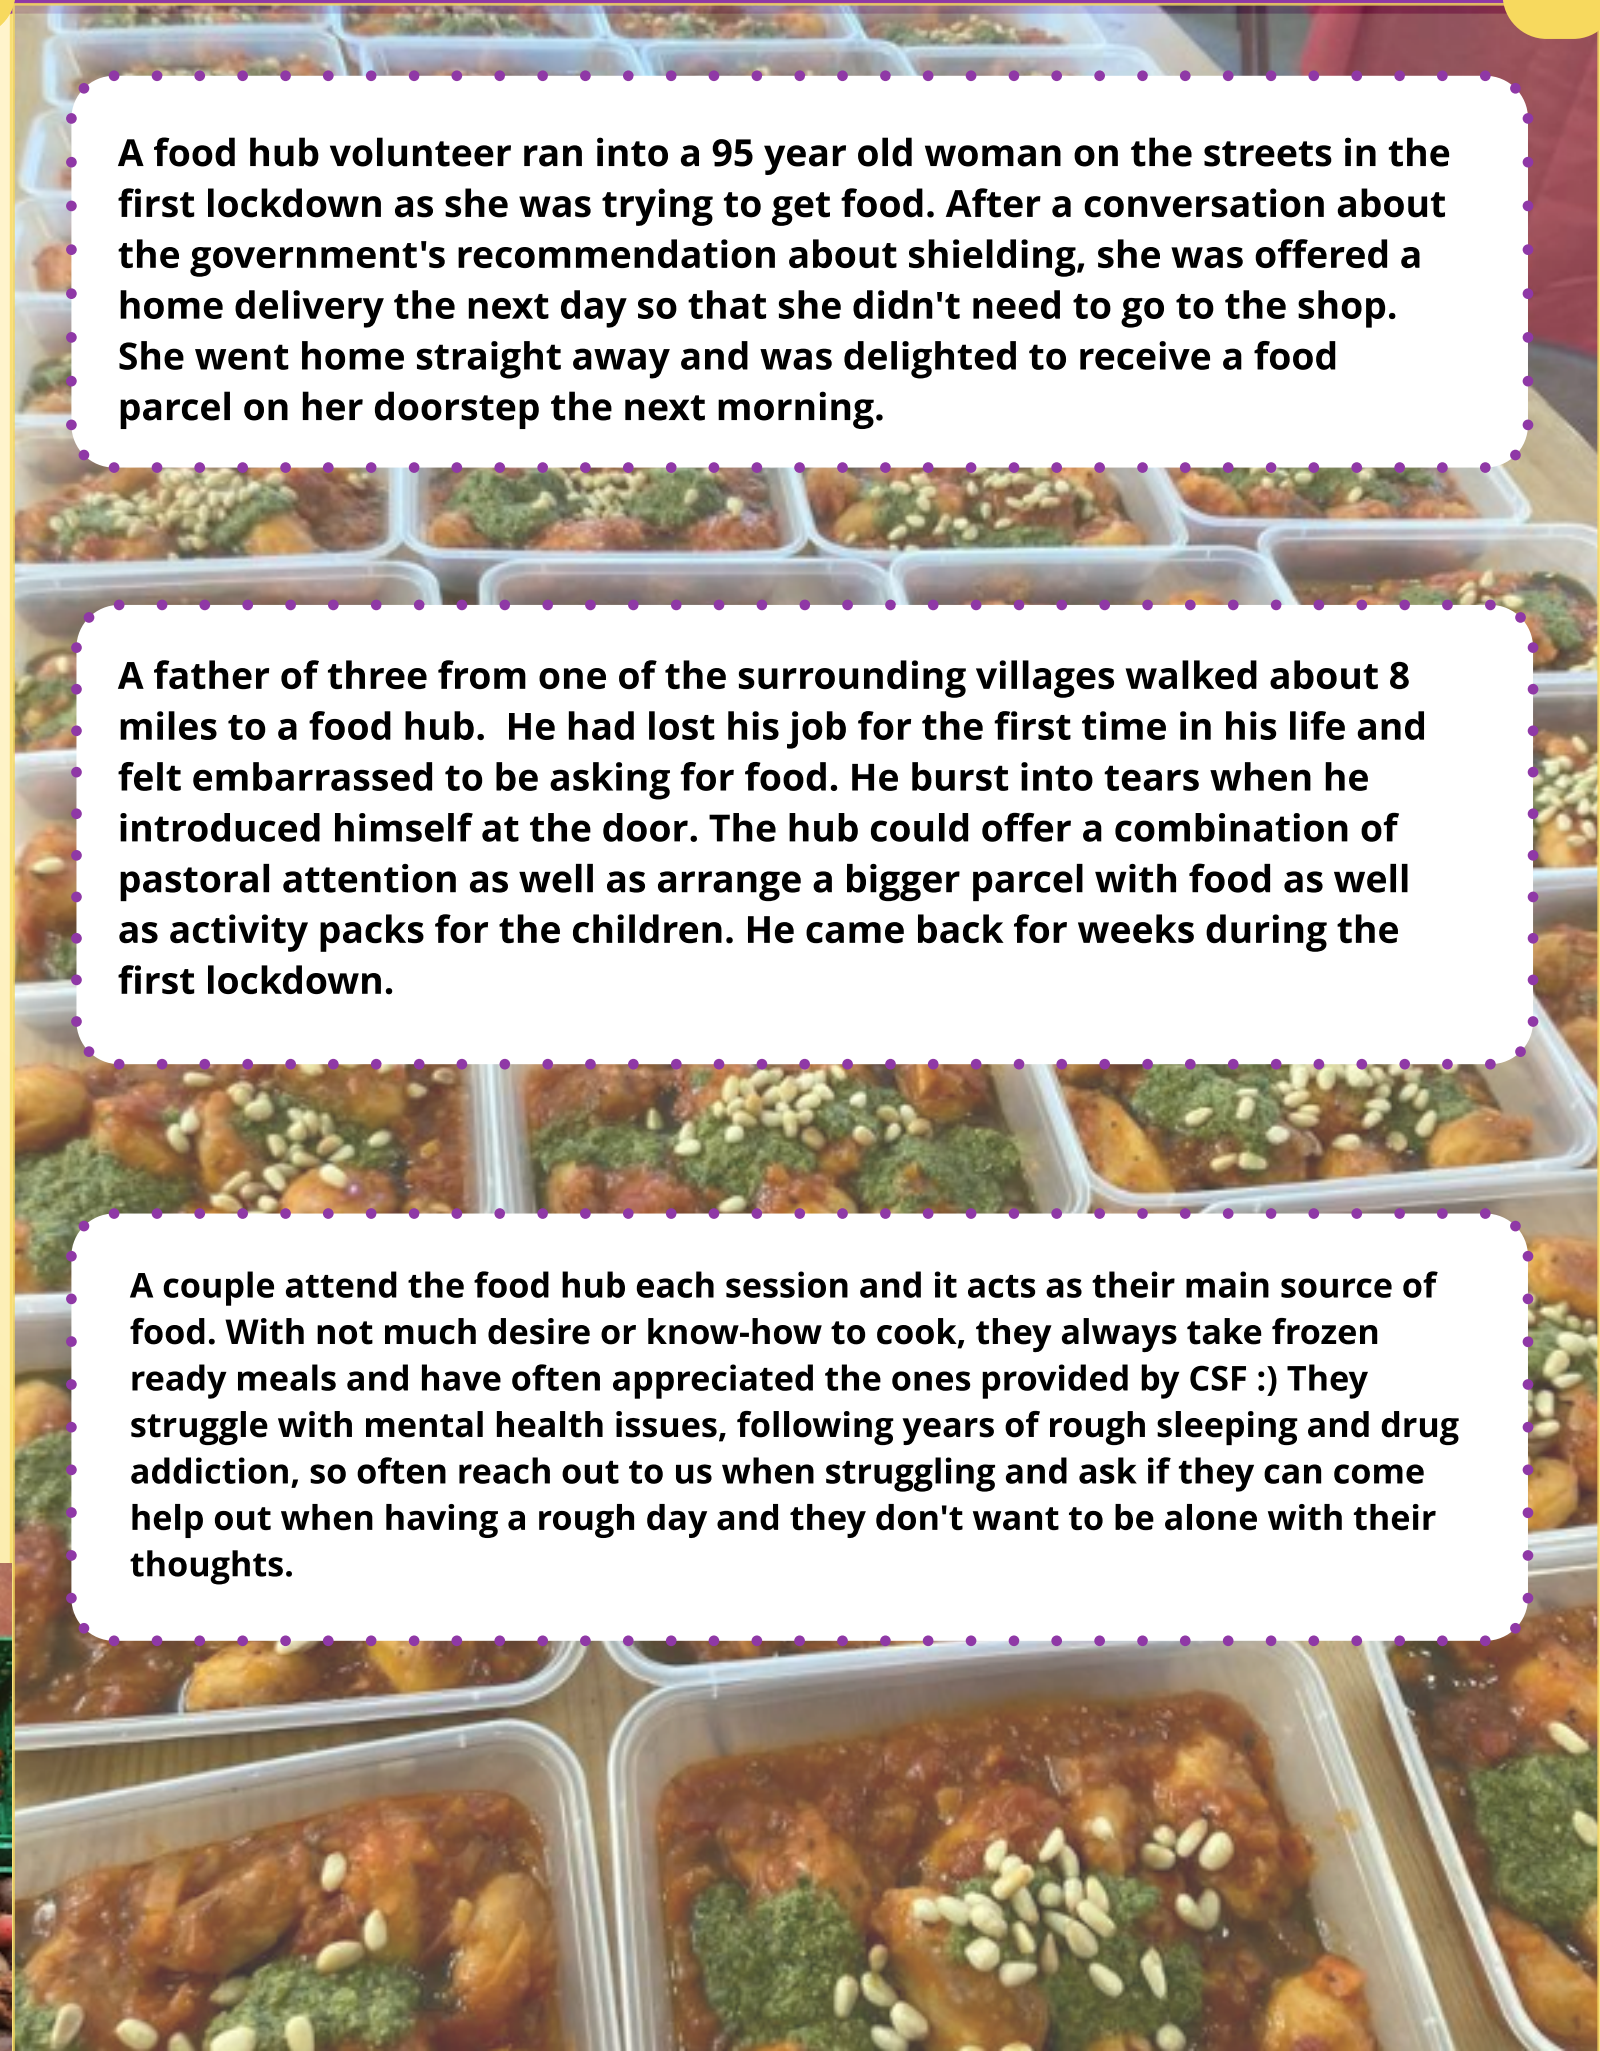 A food hub volunteer ran into a 95 year old woman on the streets in the
first lockdown as she was trying to get food. After a conversation about
the government's recommendation about shielding, she was offered a
home delivery the next day so that she didn't need to go to the shop.
She went home straight away and was delighted to receive a food
parcel on her doorstep the next morning.
A father of three from one of the surrounding villages walked about 8
miles to a food hub.  He had lost his job for the first time in his life and
felt embarrassed to be asking for food. He burst into tears when he
introduced himself at the door. The hub could offer a combination of
pastoral attention as well as arrange a bigger parcel with food as well
as activity packs for the children. He came back for weeks during the
first lockdown.
A couple attend the food hub each session and it acts as their main source of
food. With not much desire or know-how to cook, they always take frozen
ready meals and have often appreciated the ones provided by CSF :) They
struggle with mental health issues, following years of rough sleeping and drug
addiction, so often reach out to us when struggling and ask if they can come
help out when having a rough day and they don't want to be alone with their
thoughts.